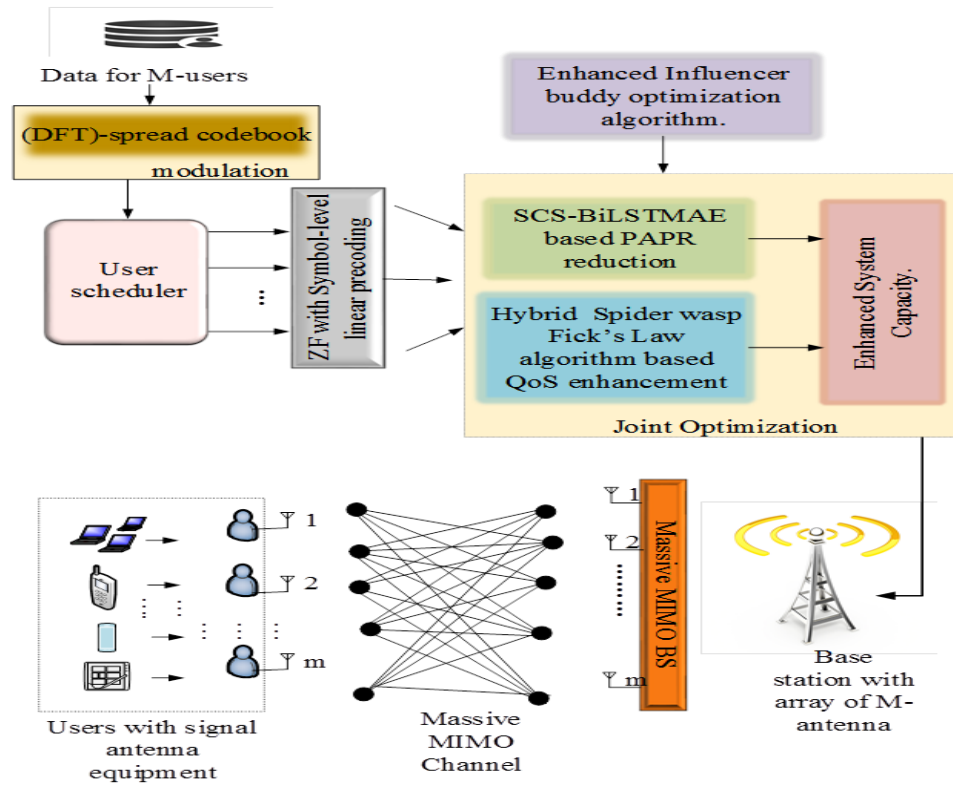 Data for M-users
(DFT)-spread codebook
modulation
User
scheduler
...
ZF with Symbol-level
linear precoding
Enhanced Influencer
buddy optimization
algorithm.
SCS-BiLSTMAE
based PAPR
reduction
Hybrid Spider wasp
Fick's Law
algorithm based
QoS enhancement
Enhanced System
Capacity.
Joint Optimization
1
2
m
Users with signal
antenna
equipment
Massive
MIMO
Channel
1
2
m
Massive MIMO BS
Base
station with
array of M-
antenna